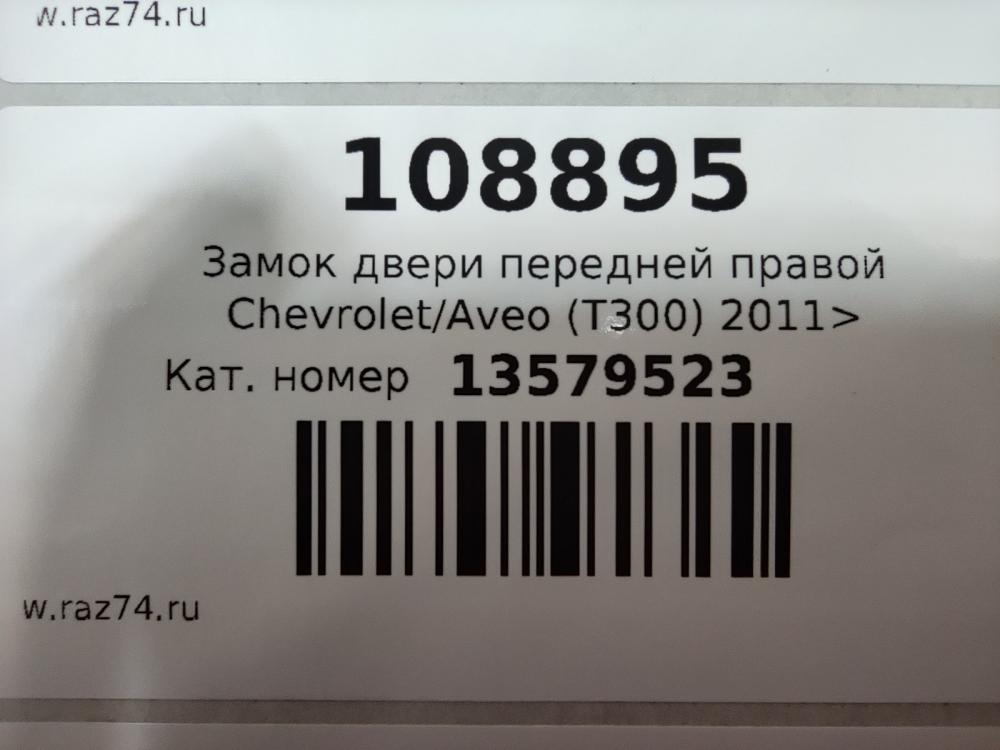 w.raz74.ru
108895
Замок двери передней правой
Chevrolet/Aveo (T300) 2011>
Кат. номер 13579523
w.raz74.ru